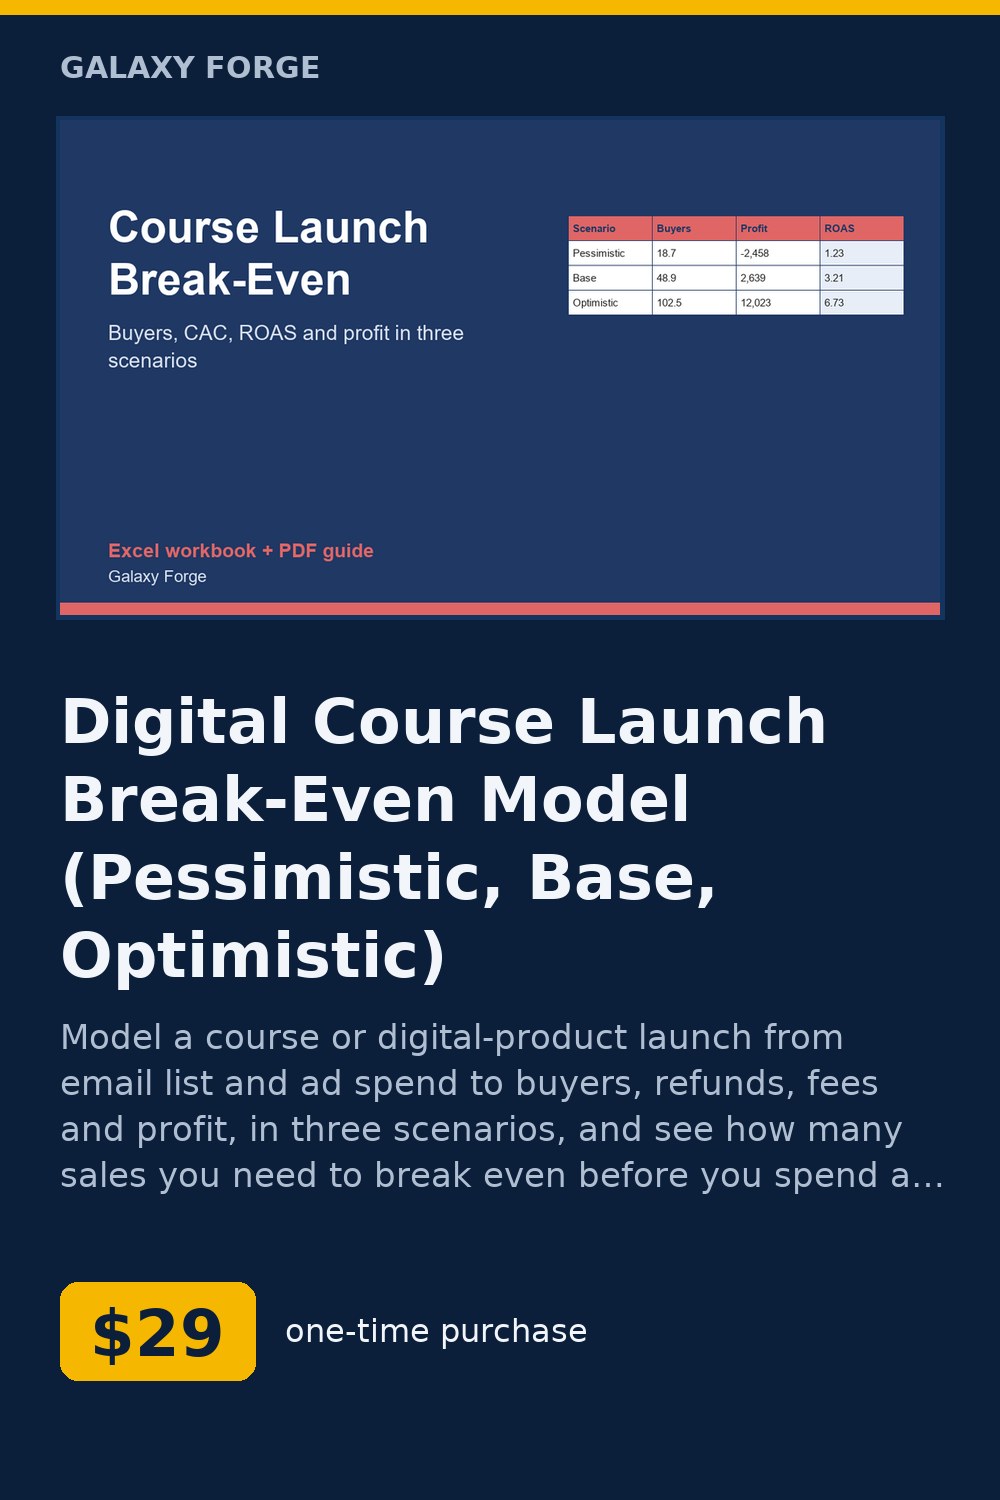 GALAXY FORGE
Course Launch
Break-Even
Buyers, CAC, ROAS and profit in three
scenarios
Scenario Buyers Profit ROAS
Pessimistic 18.7 -2,458 1.23
Base 48.9 2,639 3.21
Optimistic 102.5 12,023 6.73
Excel workbook + PDF guide
Galaxy Forge
Digital Course Launch
Break-Even Model
(Pessimistic, Base,
Optimistic)
Model a course or digital-product launch from
email list and ad spend to buyers, refunds, fees
and profit, in three scenarios, and see how many
sales you need to break even before you spend a...
$29
one-time purchase